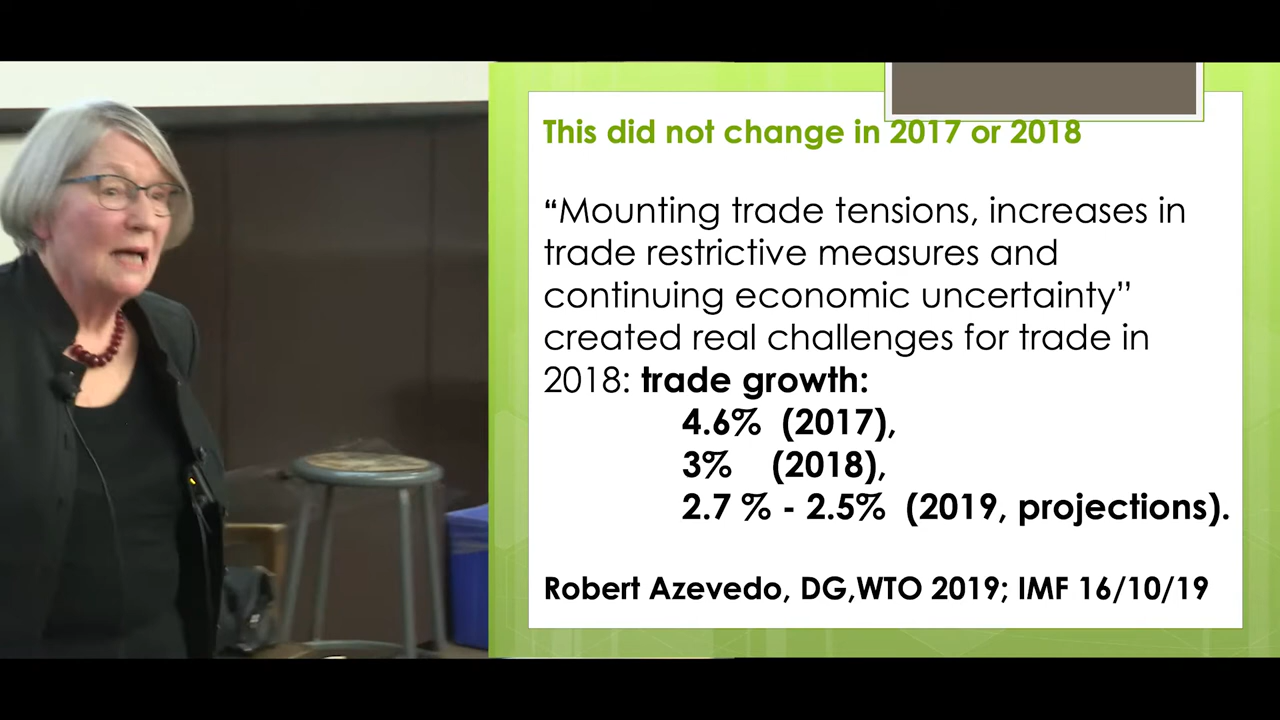 This did not change in 2017 or 2018
“Mounting trade tensions, increases in
trade restrictive measures and
continuing economic uncertainty”
created real challenges for trade in
2018: trade growth:
4.6% (2017),
3% (2018),
2.7 % - 2.5% (2019, projections).
Robert Azevedo, DG,WTO 2019; IMF 16/10/19